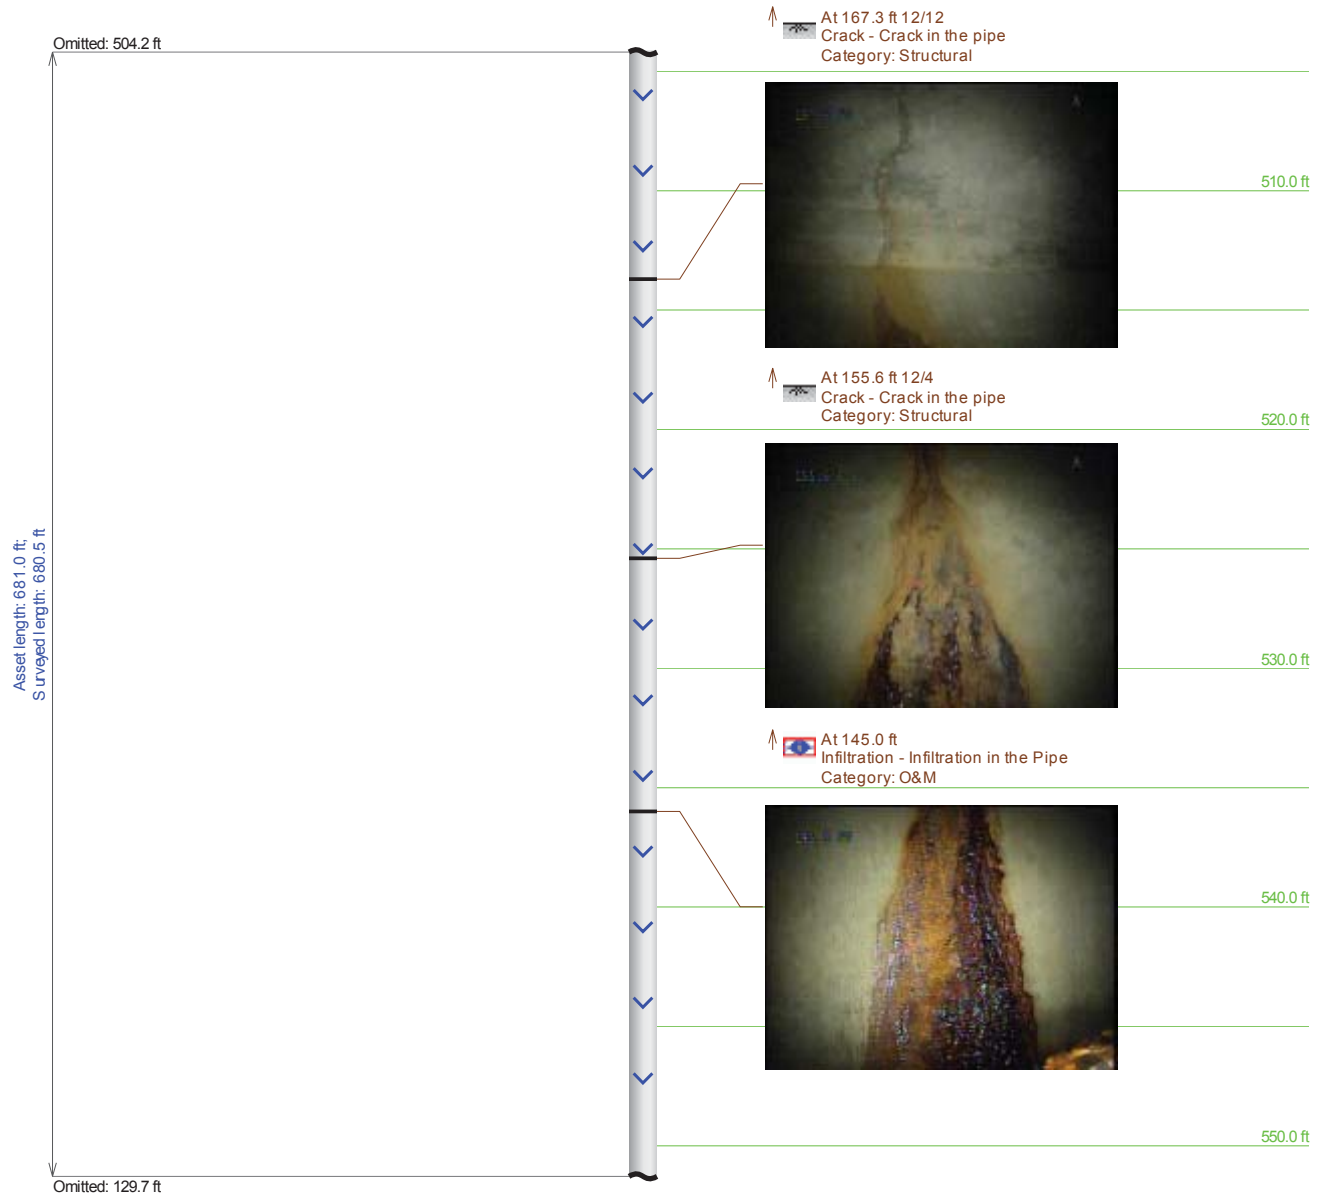 Omitted: 504.2 ft
At 167.3 ft 12/12
Crack - Crack in the pipe
Category: Structural
510.0 ft
At 155.6 ft 12/4
Crack - Crack in the pipe
Category: Structural
520.0 ft
Asset length: 681.0 ft;
Surveyed length: 680.5 ft
530.0 ft
At 145.0 ft
Infiltration - Infiltration in the Pipe
Category: O&M
540.0 ft
550.0 ft
Omitted: 129.7 ft